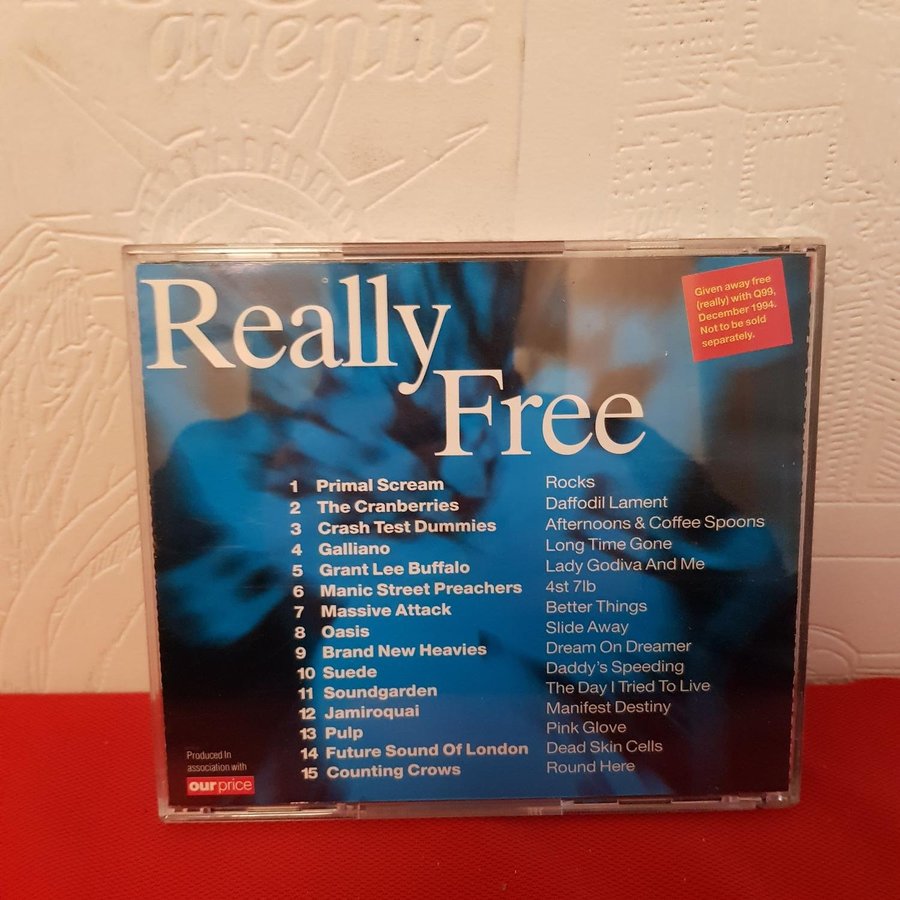 avenue
Really
Free
Given away free
(really) with Q99,
December 1994.
Not to be sold
separately.
1 Primal Scream Rocks
2 The Cranberries Daffodil Lament
3 Crash Test Dummies Afternoons & Coffee Spoons
4 Galliano Long Time Gone
5 Grant Lee Buffalo Lady Godiva And Me
6 Manic Street Preachers 4st 7lb
7 Massive Attack Better Things
8 Oasis Slide Away
9 Brand New Heavies Dream On Dreamer
10 Suede Daddy's Speeding
11 Soundgarden The Day I Tried To Live
12 Jamiroquai Manifest Destiny
13 Pulp Pink Glove
14 Future Sound Of London Dead Skin Cells
15 Counting Crows Round Here
Produced In
association with
our price